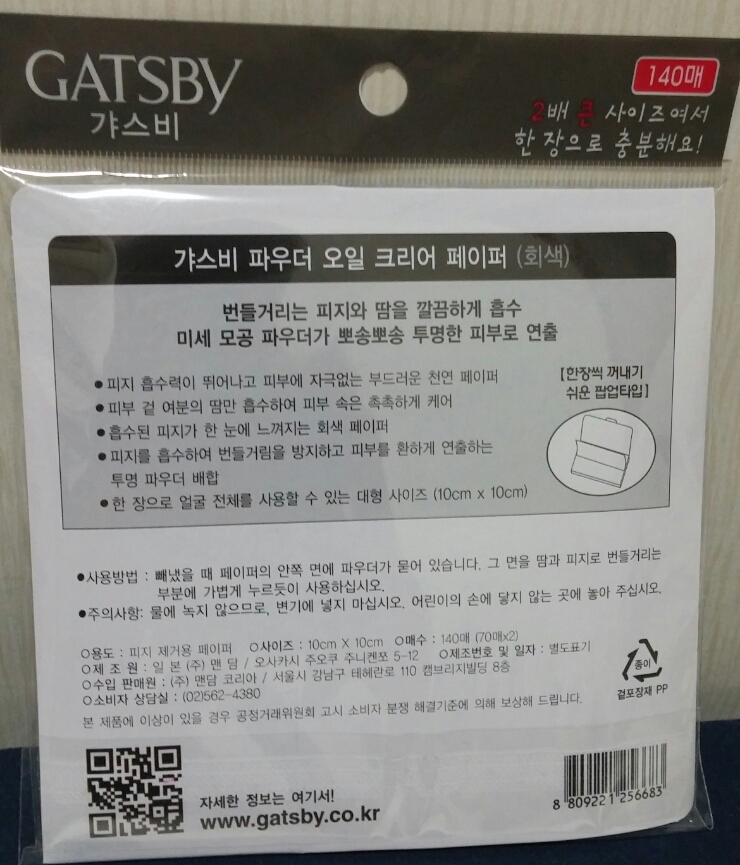 GATSBY
갸스비
140매
2배 큰 사이즈여서
한 장으로 충분해요!
갸스비 파우더 오일 크리어 페이퍼 (회색)
번들거리는 피지와 땀을 깔끔하게 흡수
미세 모공 파우더가 뽀송뽀송 투명한 피부로 연출
●피지 흡수력이 뛰어나고 피부에 자극없는 부드러운 천연 페이퍼
●피부 겉 여분의 땀만 흡수하여 피부 속은 촉촉하게 케어
●흡수된 피지가 한 눈에 느껴지는 회색 페이퍼
●피지를 흡수하여 번들거림을 방지하고 피부를 환하게 연출하는
투명 파우더 배합
●한 장으로 얼굴 전체를 사용할 수 있는 대형 사이즈 (10cm x 10cm)
[한장씩 꺼내기
쉬운 팝업타입]
●사용방법 : 빼냈을 때 페이퍼의 안쪽 면에 파우더가 묻어 있습니다. 그 면을 땀과 피지로 번들거리는
부분에 가볍게 누르듯이 사용하십시오.
●주의사항: 물에 녹지 않으므로, 변기에 넣지 마십시오. 어린이의 손에 닿지 않는 곳에 놓아 주십시오.
○용도 : 피지 제거용 페이퍼 ○사이즈 : 10cm X 10cm ○매수 : 140매 (70매x2)
○제 조 원 : 일 본 (주) 맨 담 / 오사카시 주오쿠 주니켄쪼 5-12 ○제조번호 및 일자 : 별도표기
○수입 판매원 : (주) 맨담 코리아 / 서울시 강남구 테헤란로 110 캠브리지빌딩 8층
○소비자 상담실 : (02)562-4380
본 제품에 이상이 있을 경우 공정거래위원회 고시 소비자 분쟁 해결기준에 의해 보상해 드립니다.
종이
겉포장재 PP
자세한 정보는 여기서!
www.gatsby.co.kr
8 809221 256683